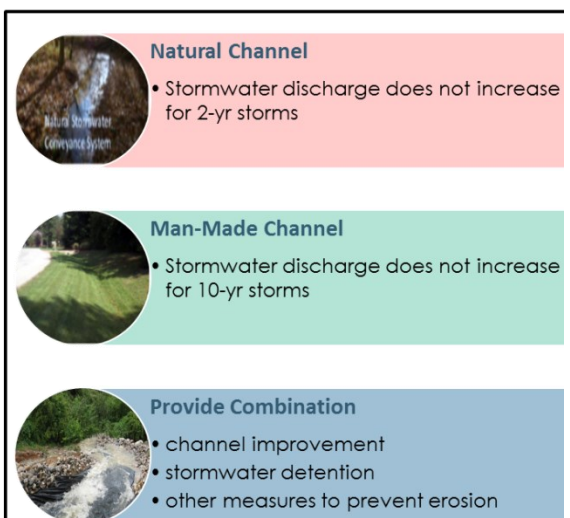 Natural Stormwater
Conveyance System
Natural Channel
• Stormwater discharge does not increase
for 2-yr storms
Man-Made Channel
• Stormwater discharge does not increase
for 10-yr storms
Provide Combination
• channel improvement
• stormwater detention
• other measures to prevent erosion